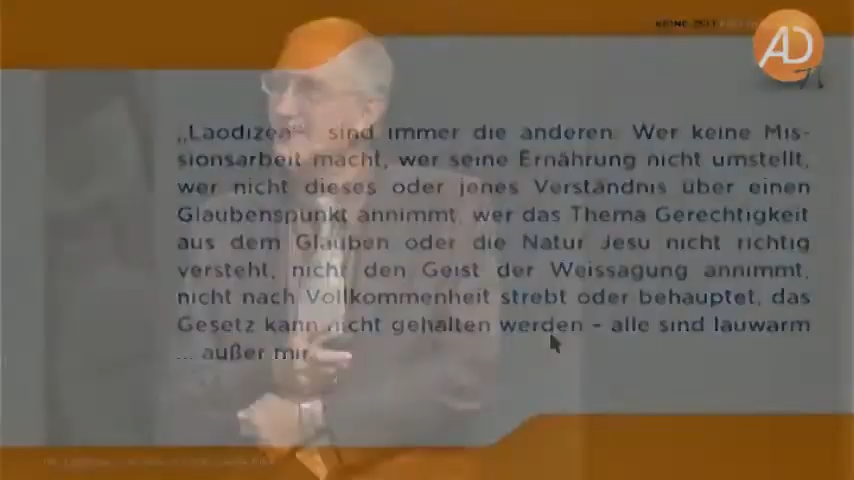 AD
„Laodizea" sind immer die anderen. Wer keine Mis-
sionsarbeit macht, wer seine Ernährung nicht umstellt,
wer nicht dieses oder jenes Verständnis über einen
Glaubenspunkt annimmt, wer das Thema Gerechtigkeit
aus dem Glauben oder die Natur Jesu nicht richtig
versteht, nicht den Geist der Weissagung annimmt,
nicht nach Vollkommenheit strebt oder behauptet, das
Gesetz kann nicht gehalten werden – alle sind lauwarm
... außer mir